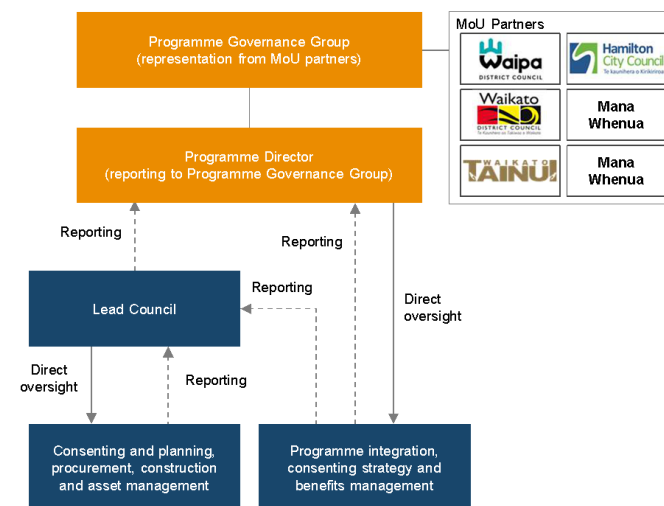 Programme Governance Group
(representation from MoU partners)
MoU Partners
Waipa
DISTRICT COUNCIL
Hamilton
City Council
Te kaunihera o Kirikiriroa
Waikato
DISTRICT COUNCIL
Mana
Whenua
WAIKATO
TAINUI
Mana
Whenua
Programme Director
(reporting to Programme Governance Group)
Reporting
Reporting
Reporting
Direct
oversight
Lead Council
Direct
oversight
Reporting
Consenting and planning,
procurement, construction
and asset management
Programme integration,
consenting strategy and
benefits management